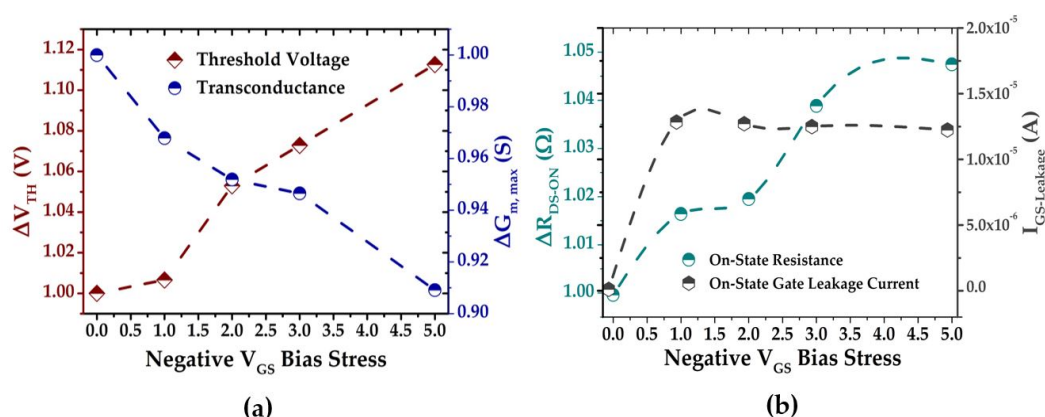 1.12
1.10
1.08
1.06
1.04
1.02
1.00
ΔV_TH (V)
Threshold Voltage
Transconductance
1.00
0.98
0.96
0.94
0.92
0.90
ΔG_m, max (S)
0.0 0.5 1.0 1.5 2.0 2.5 3.0 3.5 4.0 4.5 5.0
Negative V_GS Bias Stress
(a)
1.05
1.04
1.03
1.02
1.01
1.00
ΔR_DS-ON (Ω)
On-State Resistance
On-State Gate Leakage Current
2.0x10⁻⁵
1.5x10⁻⁵
1.0x10⁻⁵
5.0x10⁻⁶
0.0
I_GS-Leakage (A)
0.0 0.5 1.0 1.5 2.0 2.5 3.0 3.5 4.0 4.5 5.0
Negative V_GS Bias Stress
(b)